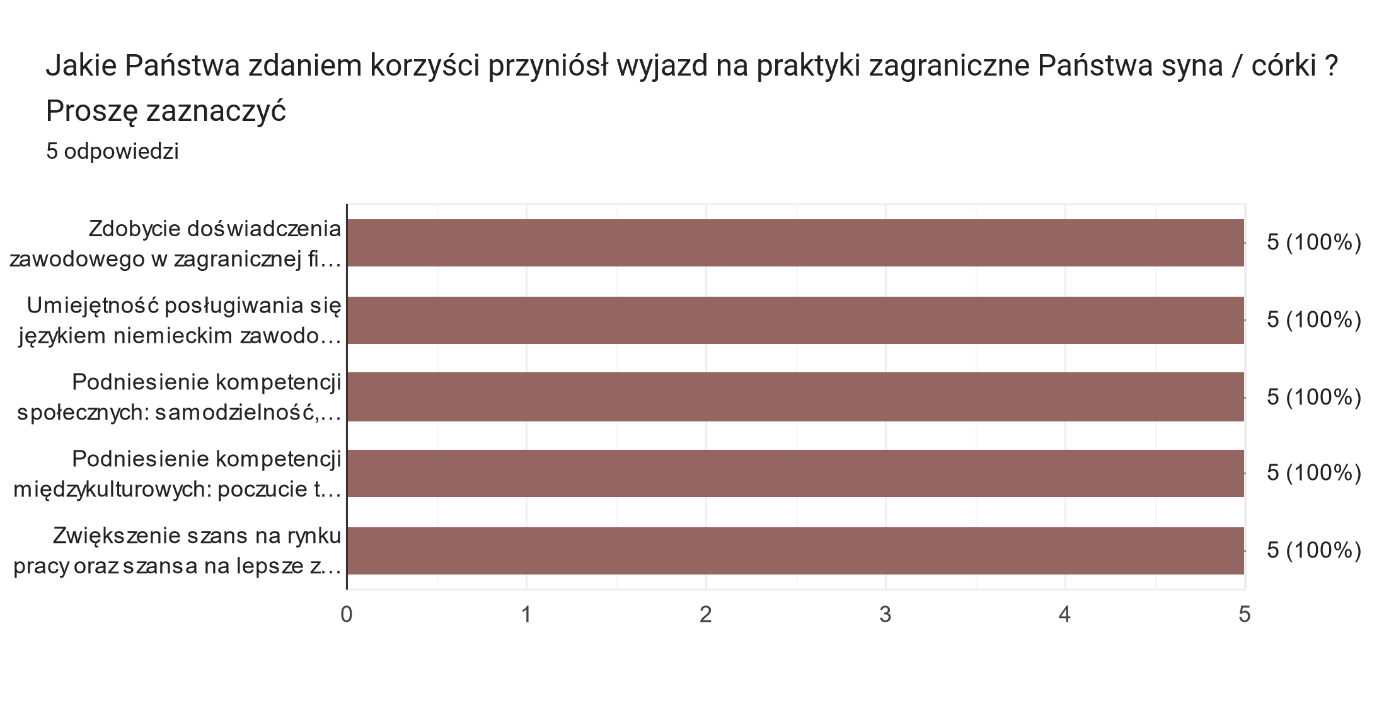 Jakie Państwa zdaniem korzyści przyniósł wyjazd na praktyki zagraniczne Państwa syna / córki ?
Proszę zaznaczyć
5 odpowiedzi
Zdobycie doświadczenia
zawodowego w zagranicznej fi…
5 (100%)
Umiejętność posługiwania się
językiem niemieckim zawodo…
5 (100%)
Podniesienie kompetencji
społecznych: samodzielność,…
5 (100%)
Podniesienie kompetencji
międzykulturowych: poczucie t…
5 (100%)
Zwiększenie szans na rynku
pracy oraz szansa na lepsze z…
5 (100%)
0 1 2 3 4 5